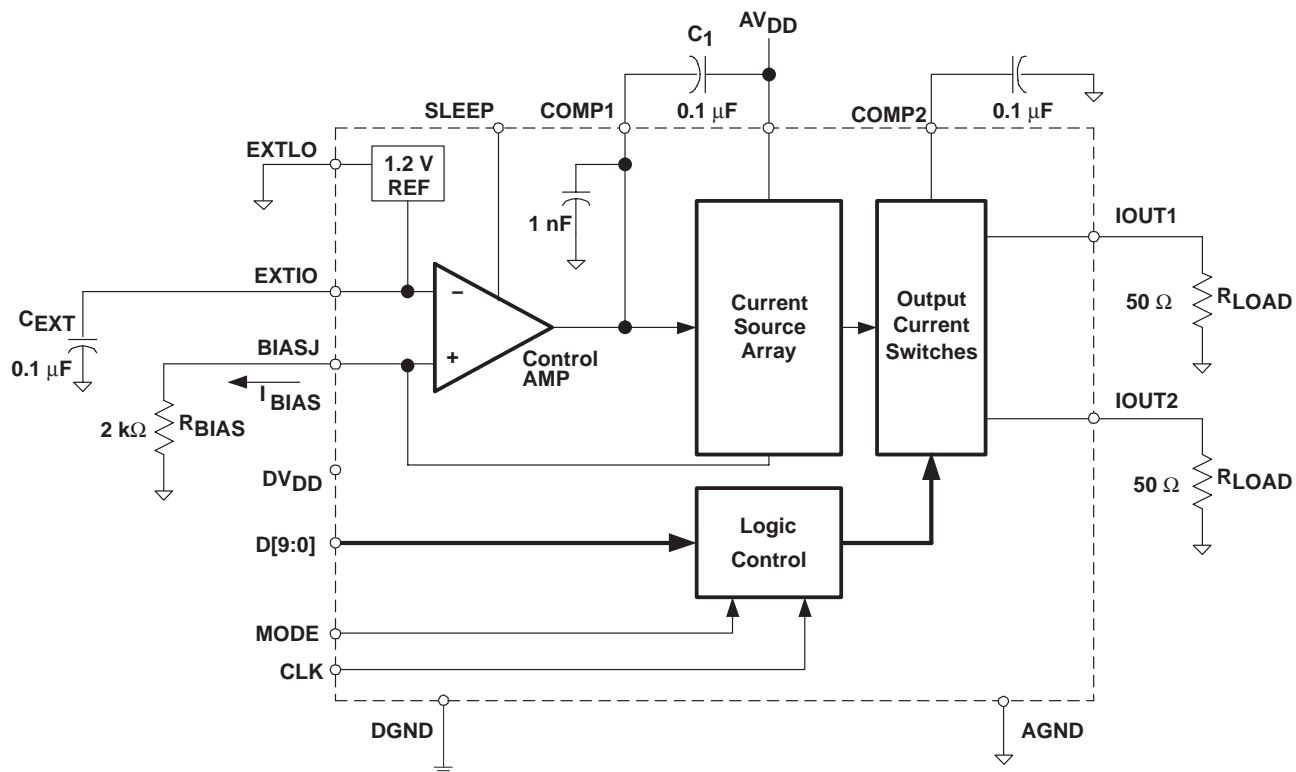 AVDD
C1
0.1 µF
SLEEP
COMP1
COMP2
0.1 µF
EXTLO
1.2 V
REF
1 nF
IOUT1
EXTIO
−
Current
Source
Array
Output
Current
Switches
50 Ω
RLOAD
CEXT
0.1 µF
BIASJ
+
Control
AMP
IBIAS
IOUT2
2 kΩ
RBIAS
DVDD
50 Ω
RLOAD
D[9:0]
Logic
Control
MODE
CLK
DGND
AGND